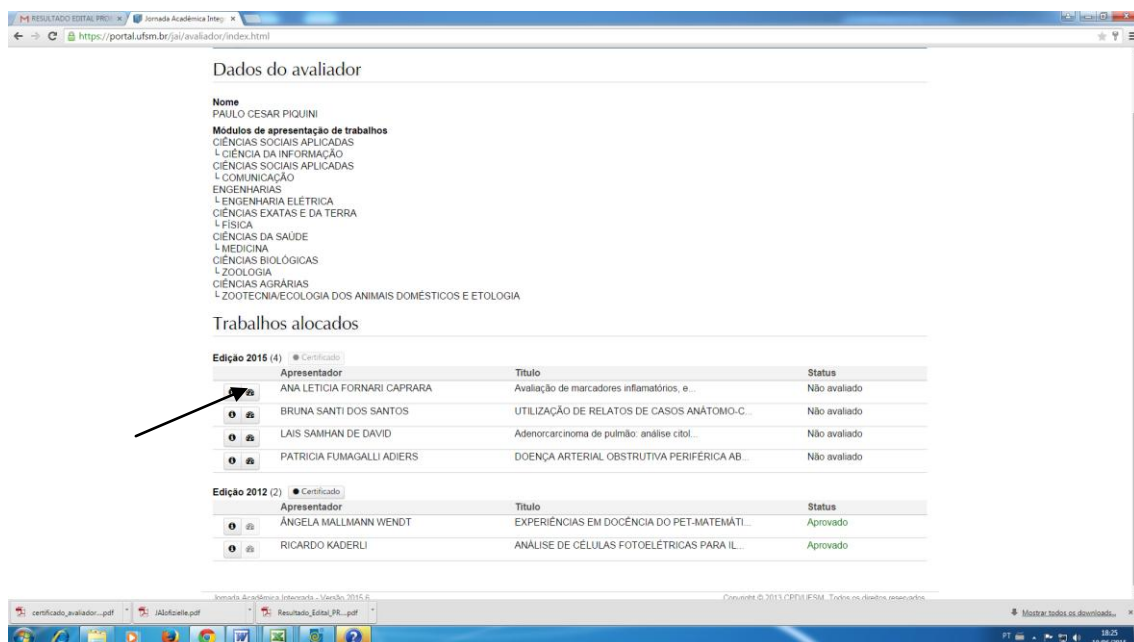 RESULTADO EDITAL PROI
Jornada Acadêmica Integ
https://portal.ufsm.br/jai/avaliador/index.html
Dados do avaliador
Nome
PAULO CESAR PIQUINI
Módulos de apresentação de trabalhos
CIÊNCIAS SOCIAIS APLICADAS
└ CIÊNCIA DA INFORMAÇÃO
CIÊNCIAS SOCIAIS APLICADAS
└ COMUNICAÇÃO
ENGENHARIAS
└ ENGENHARIA ELÉTRICA
CIÊNCIAS EXATAS E DA TERRA
└ FÍSICA
CIÊNCIAS DA SAÚDE
└ MEDICINA
CIÊNCIAS BIOLÓGICAS
└ ZOOLOGIA
CIÊNCIAS AGRÁRIAS
└ ZOOTECNIA/ECOLOGIA DOS ANIMAIS DOMÉSTICOS E ETOLOGIA
Trabalhos alocados
Edição 2015 (4) Certificado
Apresentador Titulo Status
ANA LETICIA FORNARI CAPRARA Avaliação de marcadores inflamatórios, e... Não avaliado
BRUNA SANTI DOS SANTOS UTILIZAÇÃO DE RELATOS DE CASOS ANÁTOMO-C... Não avaliado
LAIS SAMHAN DE DAVID Adenorcarcinoma de pulmão: análise citol... Não avaliado
PATRICIA FUMAGALLI ADIERS DOENÇA ARTERIAL OBSTRUTIVA PERIFÉRICA AB... Não avaliado
Edição 2012 (2) Certificado
Apresentador Titulo Status
ÂNGELA MALLMANN WENDT EXPERIÊNCIAS EM DOCÊNCIA DO PET-MATEMÁTI... Aprovado
RICARDO KADERLI ANÁLISE DE CÉLULAS FOTOELÉTRICAS PARA IL... Aprovado
Jornada Acadêmica Integrada - Versão 2015.6 Copyright © 2013 CPD/UFSM. Todos os direitos reservados.
certificado_avaliador....pdf JAIofizielle.pdf Resultado_Edital_PR....pdf Mostrar todos os downloads...
PT 18:25